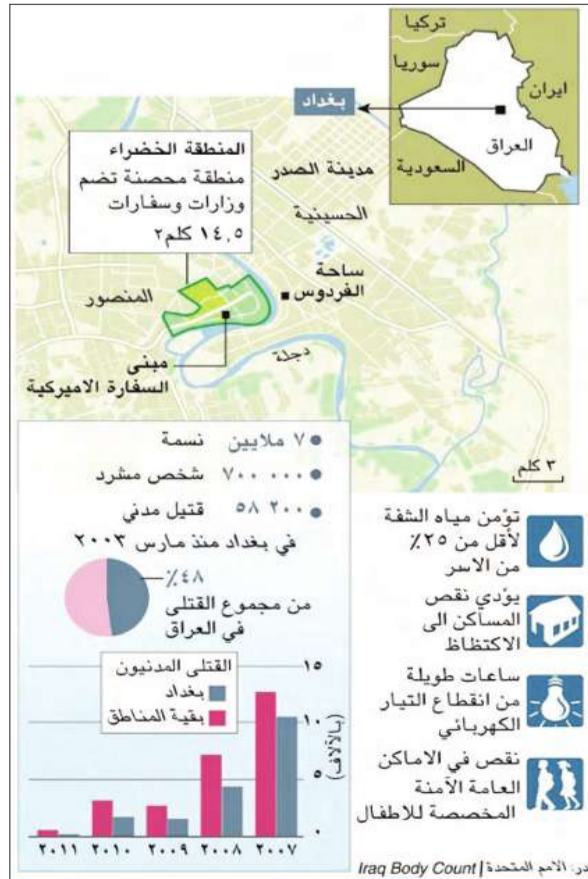 تركيا
سوريا
ايران
العراق
السعودية
بغداد
المنطقة الخضراء
منطقة محصنة تضم
وزارات وسفارات
١٤,٥ كلم٢
مدينة الصدر
الحسينية
ساحة
الفردوس
المنصور
دجلة
مبنى
السفارة الاميركية
٣ كلم
٧ ملايين نسمة
٧٠٠ ٠٠٠ شخص مشرد
٥٨ ٢٠٠ قتيل مدني
في بغداد منذ مارس ٢٠٠٣
٤٨٪
من مجموع القتلى
في العراق
القتلى المدنيون
بغداد
بقية المناطق
١٥
١٠
٥
٠
(بالآلاف)
٢٠٠٧
٢٠٠٨
٢٠٠٩
٢٠١٠
٢٠١١
تؤمن مياه الشفة
لأقل من ٢٥٪
من الاسر
يؤدي نقص
المساكن الى
الاكتظاظ
ساعات طويلة
من انقطاع التيار
الكهربائي
نقص في الاماكن
العامة الآمنة
المخصصة للاطفال
در: الامم المتحدة | Iraq Body Count